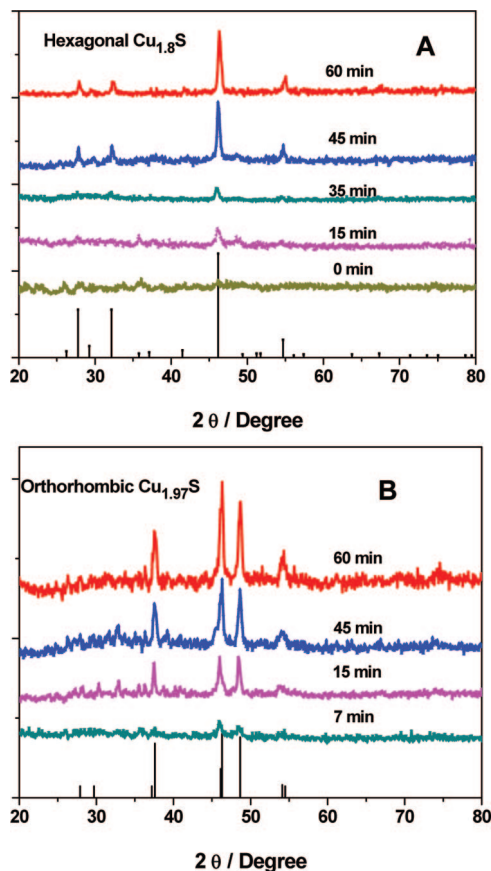 Hexagonal Cu1.8S
A
60 min
45 min
35 min
15 min
0 min
20 30 40 50 60 70 80
2 θ / Degree
Orthorhombic Cu1.97S
B
60 min
45 min
15 min
7 min
20 30 40 50 60 70 80
2 θ / Degree